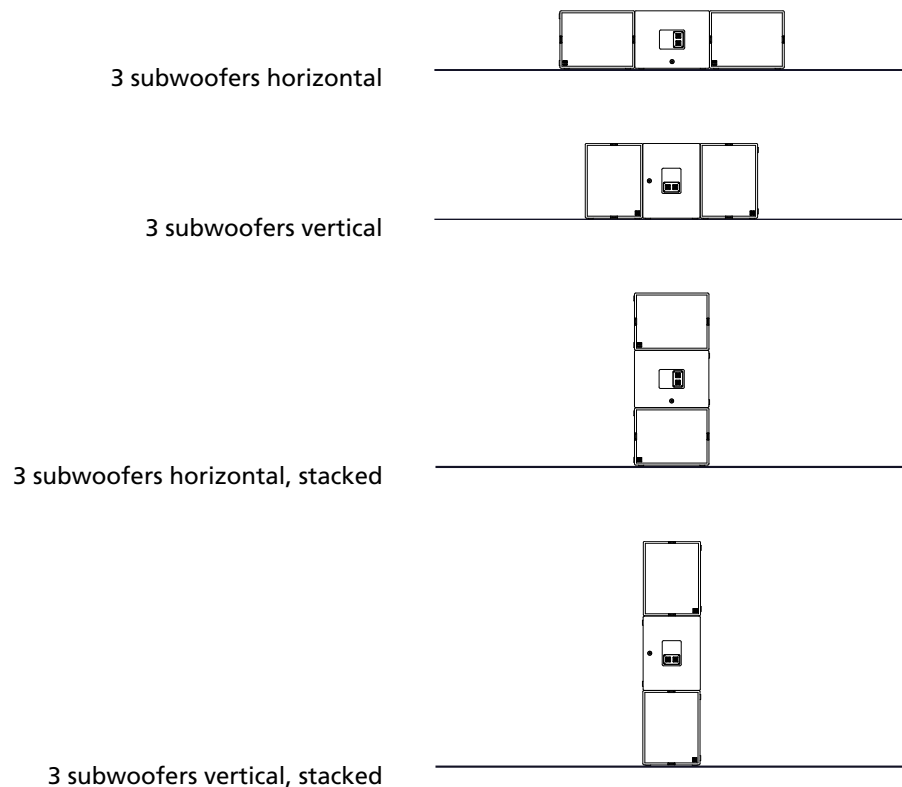 3 subwoofers horizontal
3 subwoofers vertical
3 subwoofers horizontal, stacked
3 subwoofers vertical, stacked